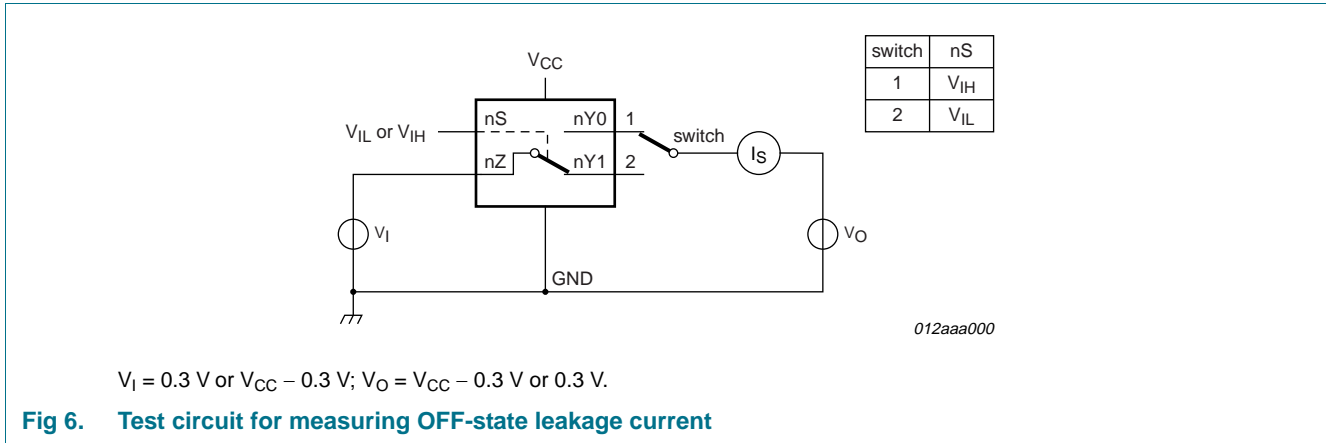 VCC
switch nS
1 VIH
2 VIL
VIL or VIH
nS
nY0
1
switch
nZ
nY1
2
IS
VI
VO
GND
012aaa000
VI = 0.3 V or VCC − 0.3 V; VO = VCC − 0.3 V or 0.3 V.
Fig 6. Test circuit for measuring OFF-state leakage current